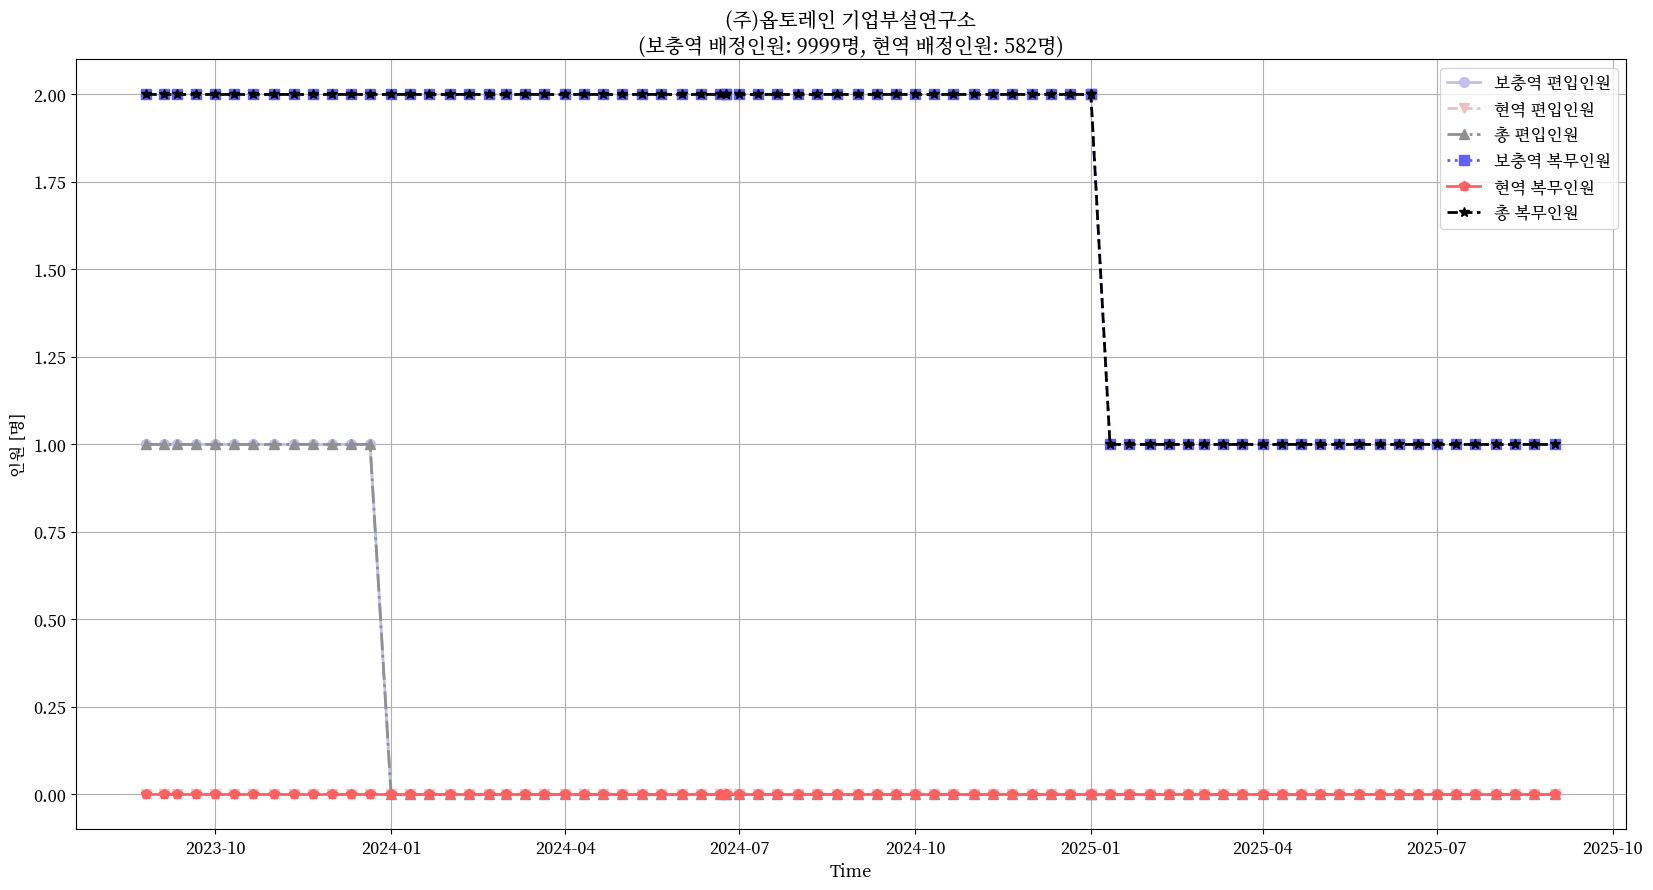 (주)옵토레인 기업부설연구소
(보충역 배정인원: 9999명, 현역 배정인원: 582명)
보충역 편입인원
현역 편입인원
총 편입인원
보충역 복무인원
현역 복무인원
총 복무인원
인원 [명]
2.00
1.75
1.50
1.25
1.00
0.75
0.50
0.25
0.00
2023-10 2024-01 2024-04 2024-07 2024-10 2025-01 2025-04 2025-07 2025-10
Time